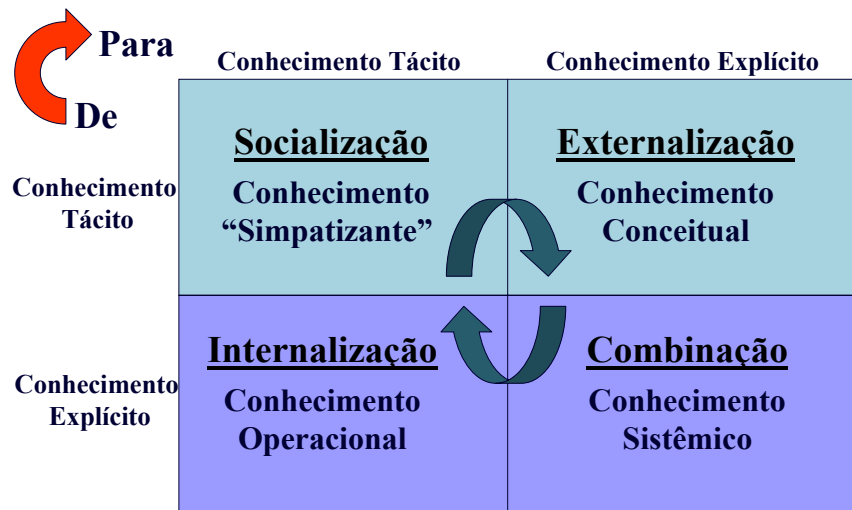 Para
De
Conhecimento Tácito
Conhecimento Explícito
Conhecimento
Tácito
Socialização
Conhecimento
“Simpatizante”
Externalização
Conhecimento
Conceitual
Conhecimento
Explícito
Internalização
Conhecimento
Operacional
Combinação
Conhecimento
Sistêmico